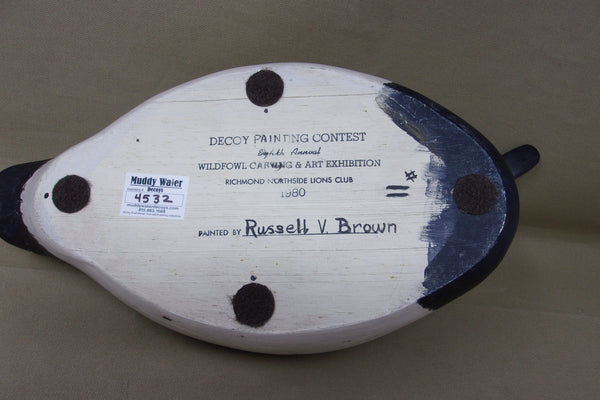 DECOY PAINTING CONTEST
Eighth Annual
WILDFOWL CARVING & ART EXHIBITION
RICHMOND NORTHSIDE LIONS CLUB
1980
PAINTED BY Russell V. Brown
Muddy Water
Decoys
4532
#